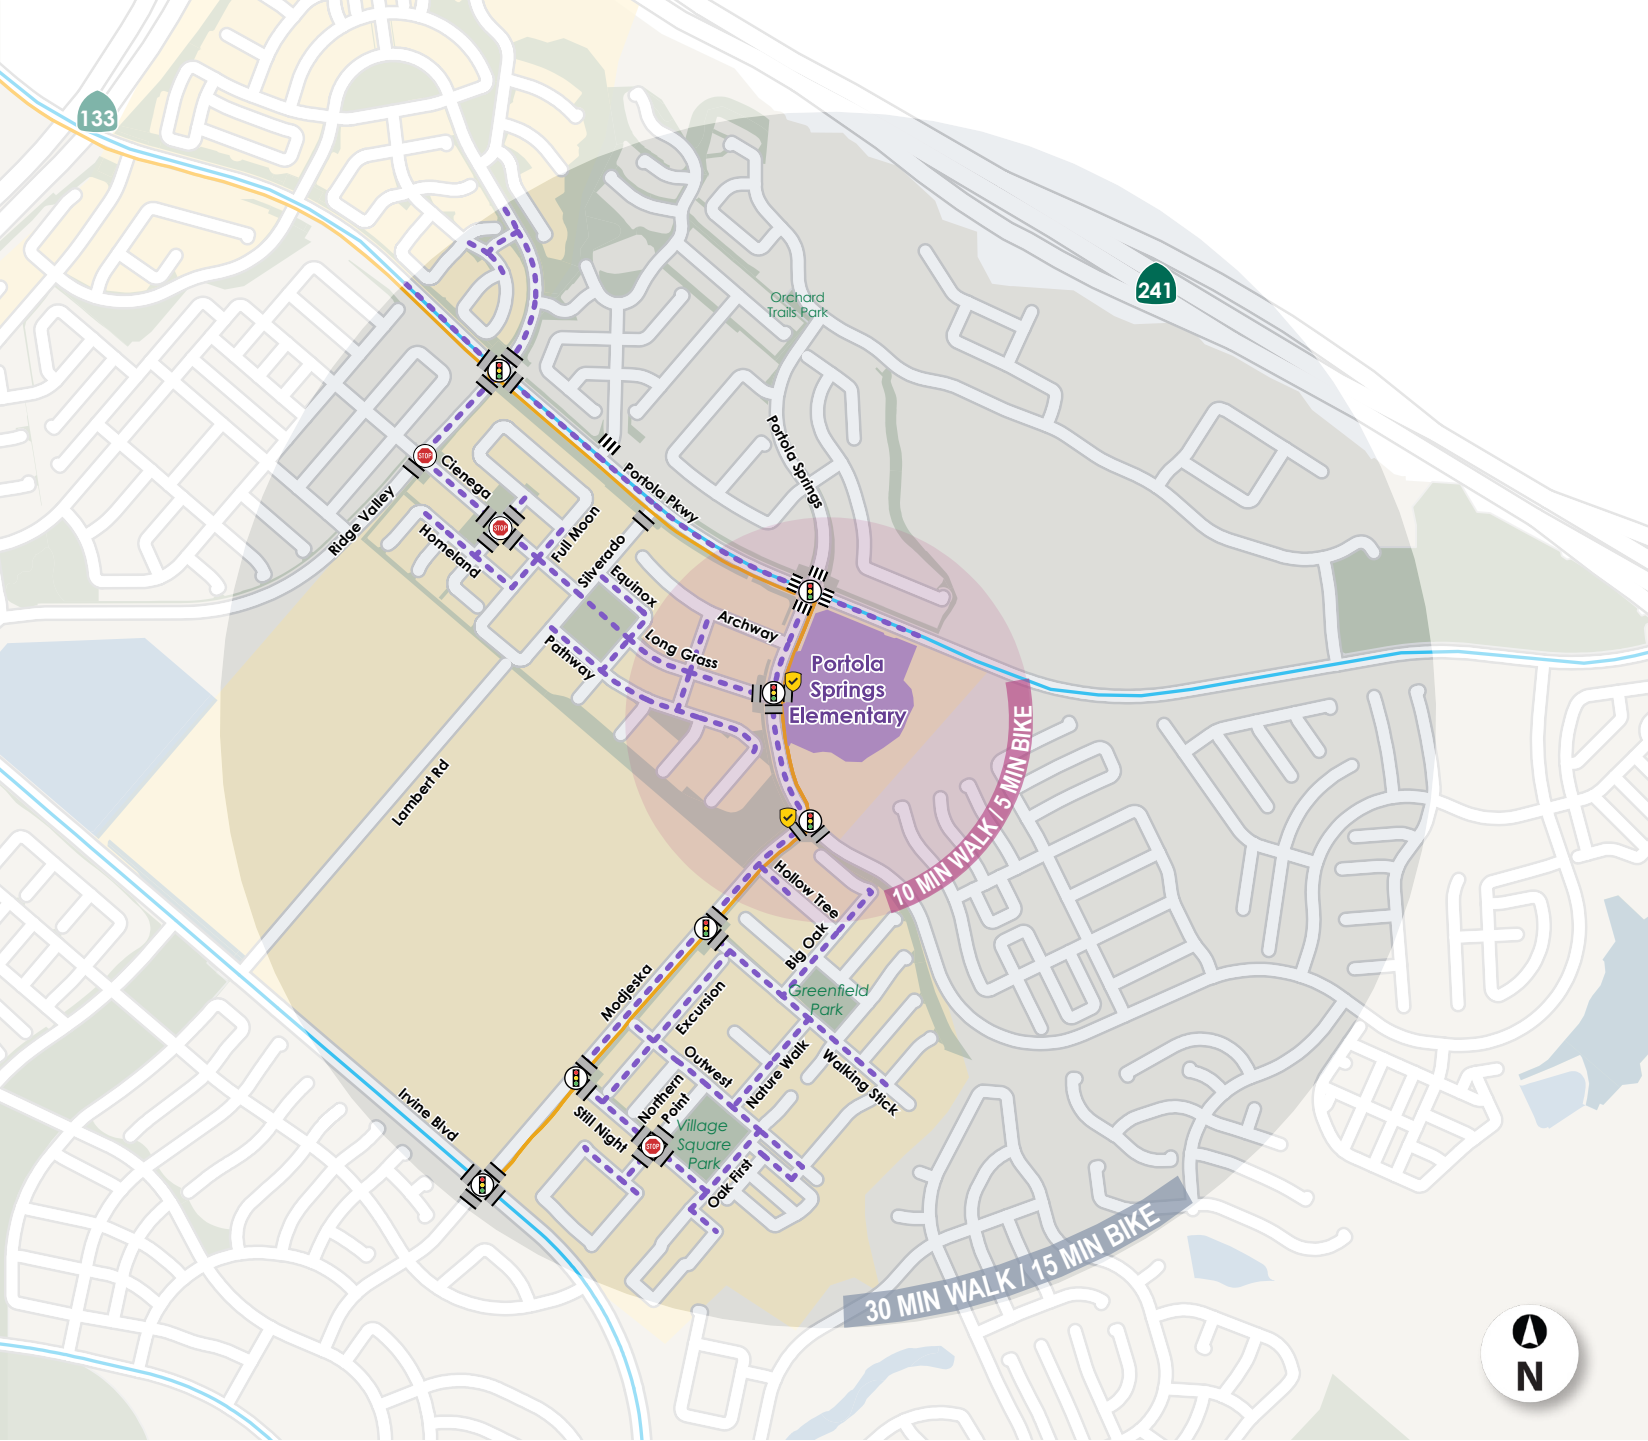 133
241
Orchard
Trails Park
Portola Springs
Portola Pkwy
STOP
Cienega
Ridge Valley
STOP
Homeland
Full Moon
Silverado
Equinox
Archway
Long Grass
Pathway
Portola
Springs
Elementary
10 MIN WALK / 5 MIN BIKE
Lambert Rd
Hollow Tree
Big Oak
Greenfield
Park
Modjeska
Excursion
Outwest
Nature Walk
Walking Stick
Northern
Point
Still Night
STOP
Village
Square
Park
Oak First
Irvine Blvd
30 MIN WALK / 15 MIN BIKE
N